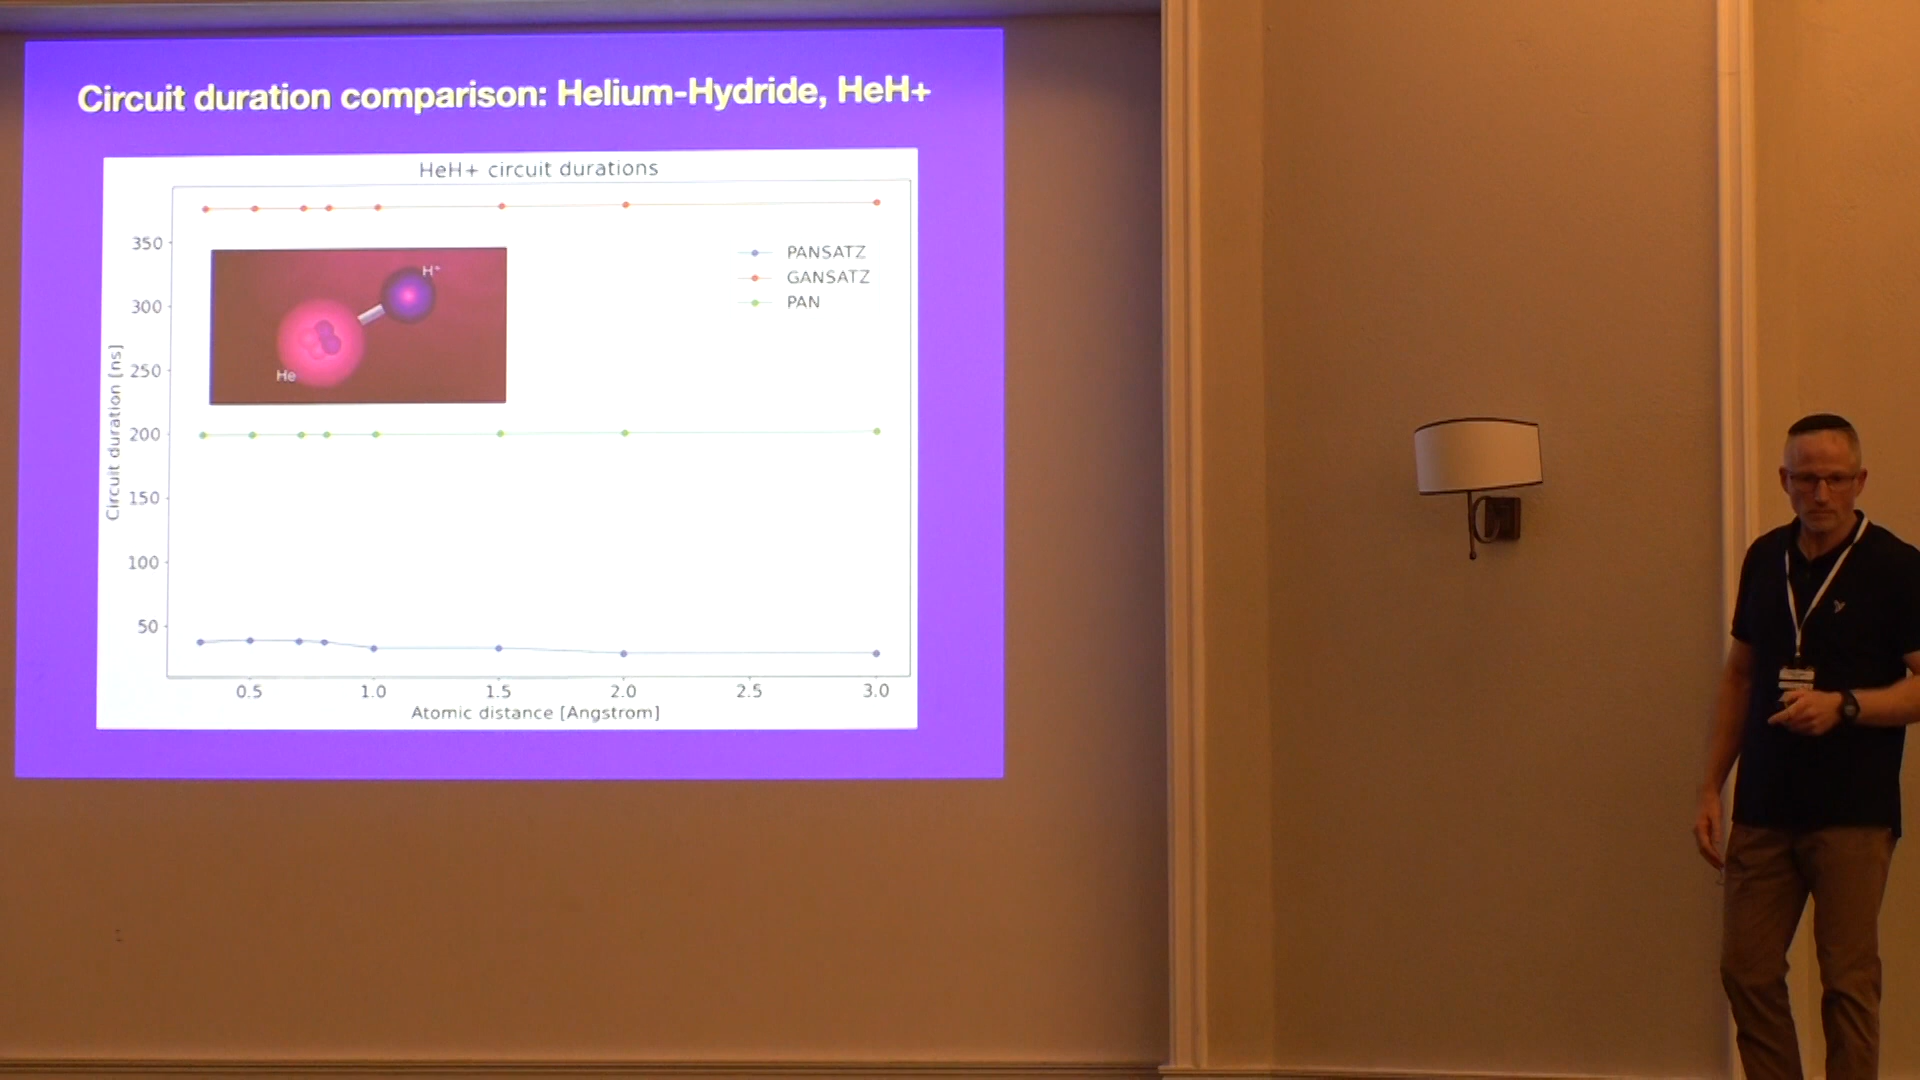 Circuit duration comparison: Helium-Hydride, HeH+
HeH+ circuit durations
350
300
250
200
150
100
50
Circuit duration [ns]
H+
He
PANSATZ
GANSATZ
PAN
0.5
1.0
1.5
2.0
2.5
3.0
Atomic distance [Angstrom]